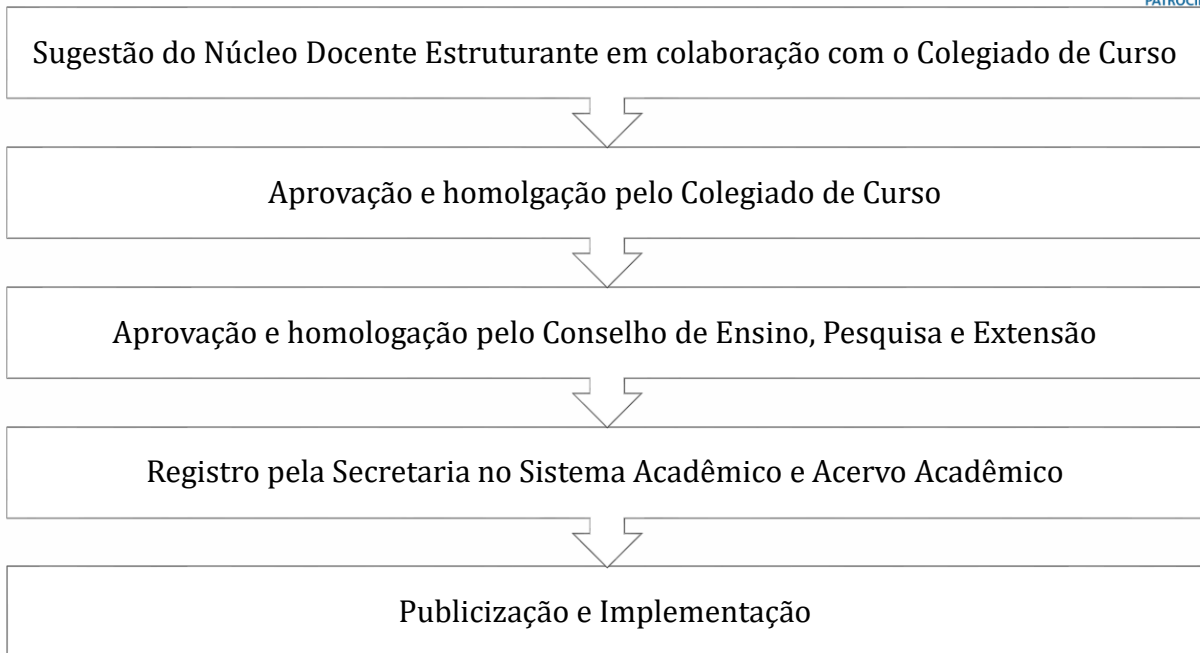 Sugestão do Núcleo Docente Estruturante em colaboração com o Colegiado de Curso
Aprovação e homolgação pelo Colegiado de Curso
Aprovação e homologação pelo Conselho de Ensino, Pesquisa e Extensão
Registro pela Secretaria no Sistema Acadêmico e Acervo Acadêmico
Publicização e Implementação